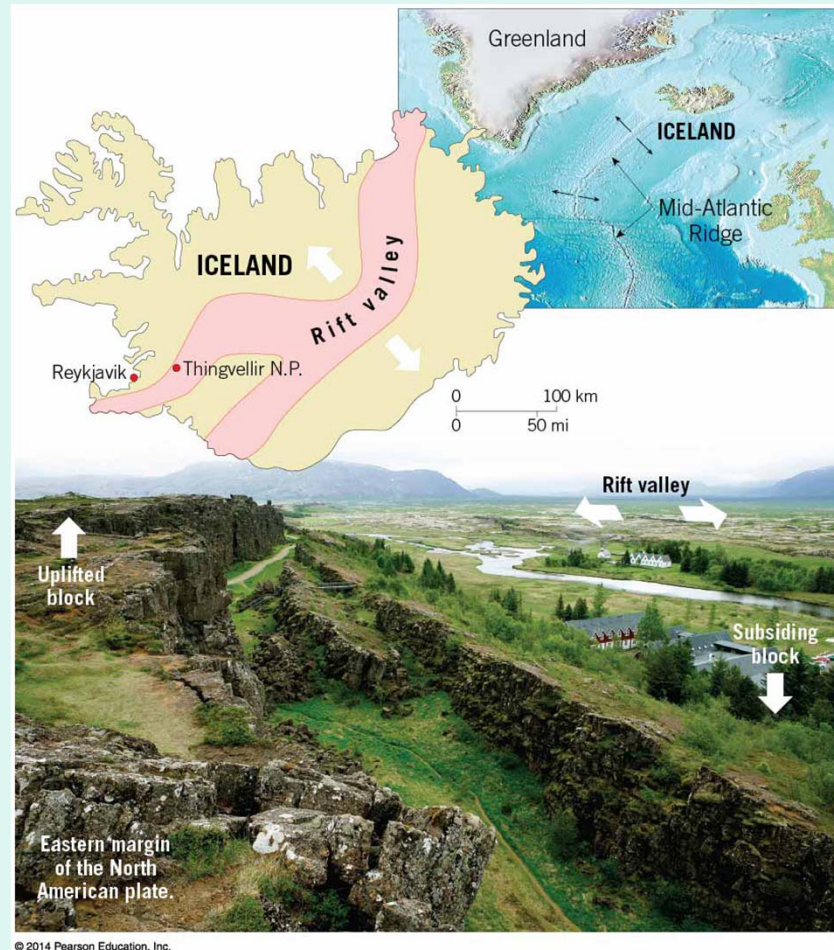 Greenland
ICELAND
Mid-Atlantic
Ridge
ICELAND
Rift valley
Reykjavik
Thingvellir N.P.
0 100 km
0 50 mi
Rift valley
Uplifted
block
Subsiding
block
Eastern margin
of the North
American plate.
© 2014 Pearson Education, Inc.